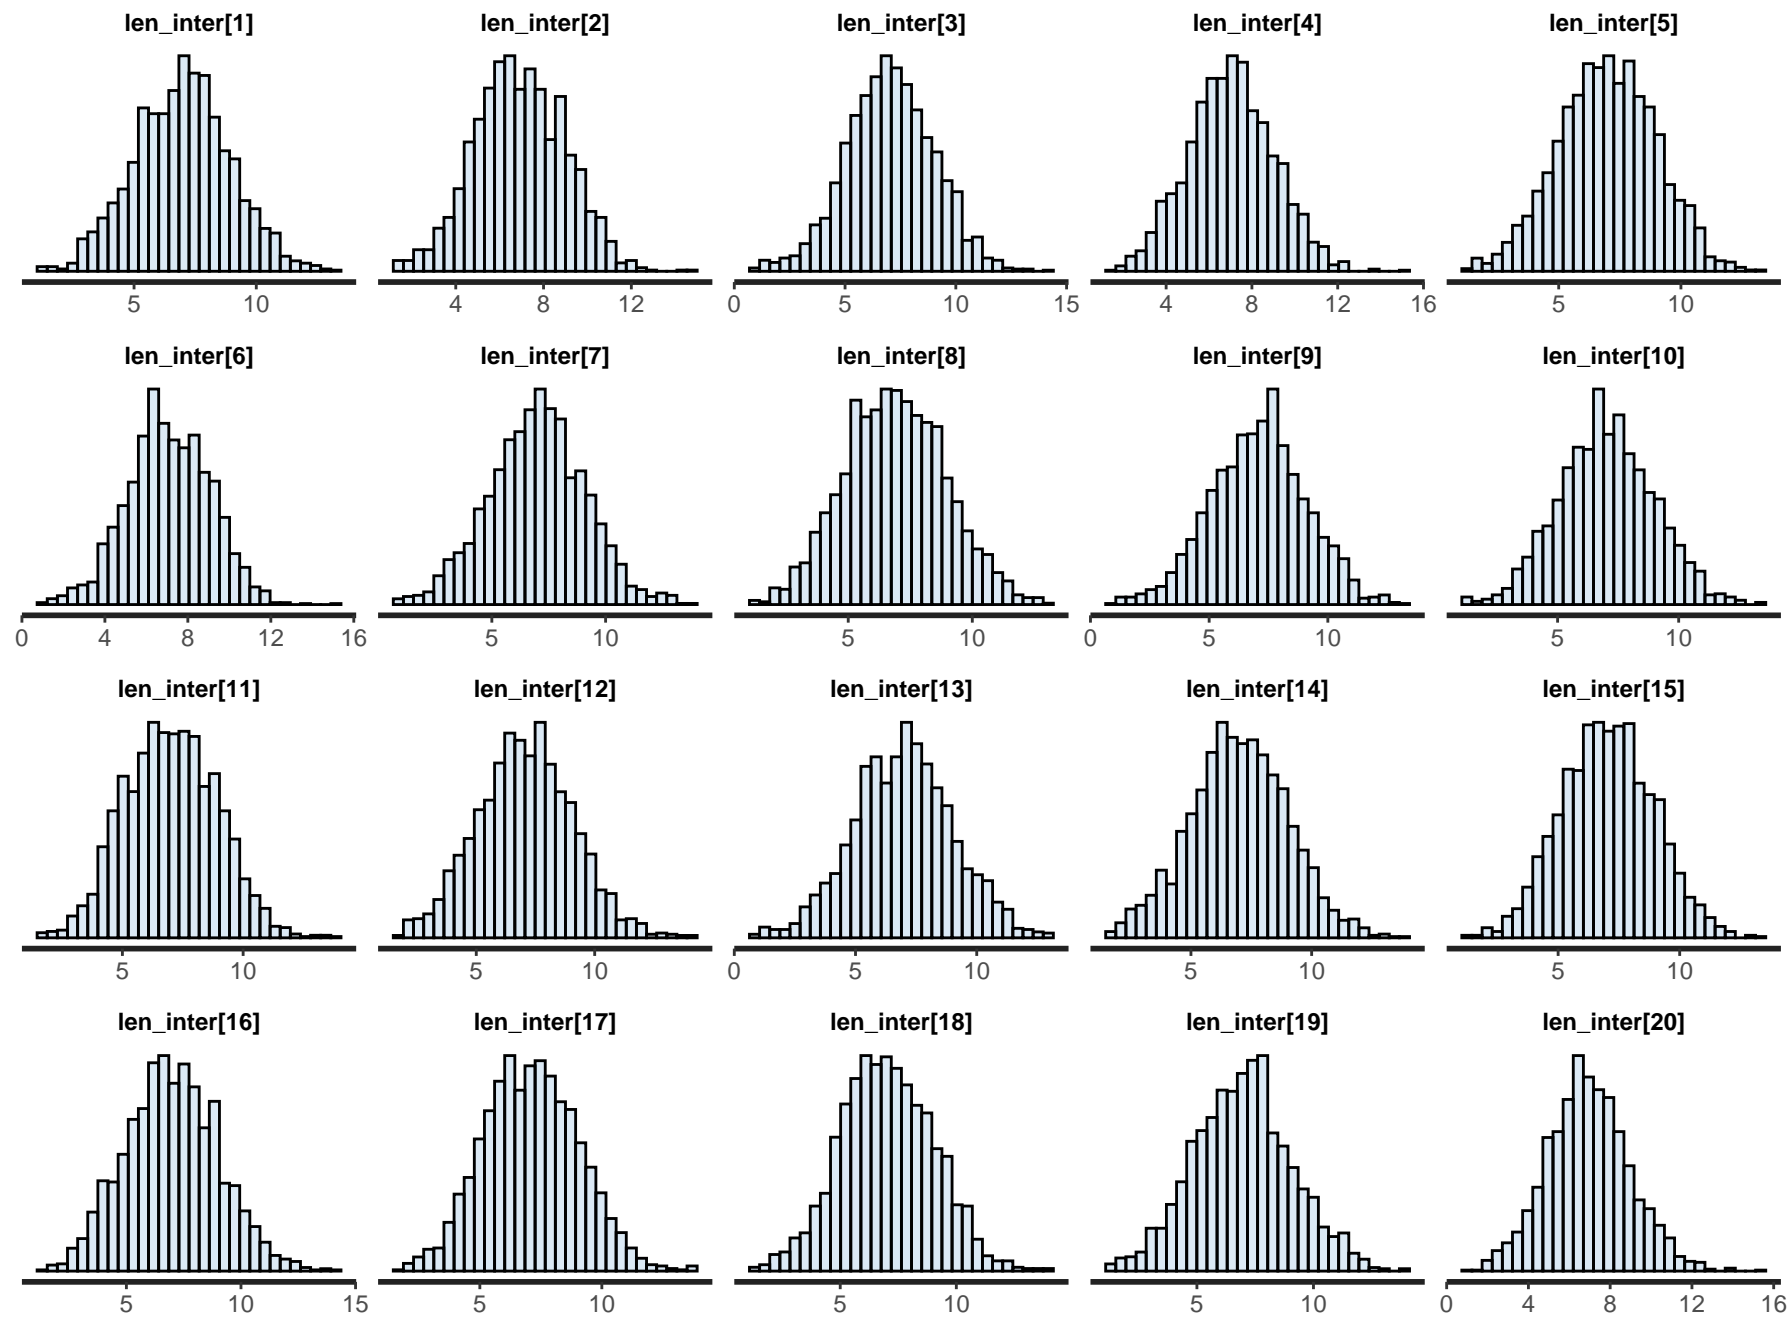 len_inter[1] len_inter[2] len_inter[3] len_inter[4] len_inter[5]
5 10 4 8 12 0 5 10 15 4 8 12 16 5 10
len_inter[6] len_inter[7] len_inter[8] len_inter[9] len_inter[10]
0 4 8 12 16 5 10 5 10 0 5 10 5 10
len_inter[11] len_inter[12] len_inter[13] len_inter[14] len_inter[15]
5 10 5 10 0 5 10 5 10 5 10
len_inter[16] len_inter[17] len_inter[18] len_inter[19] len_inter[20]
5 10 15 5 10 5 10 5 10 0 4 8 12 16